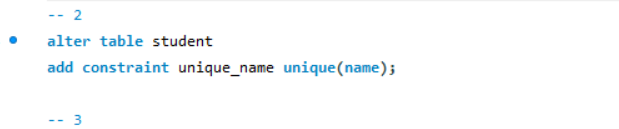 -- 2
alter table student
add constraint unique_name unique(name);
-- 3